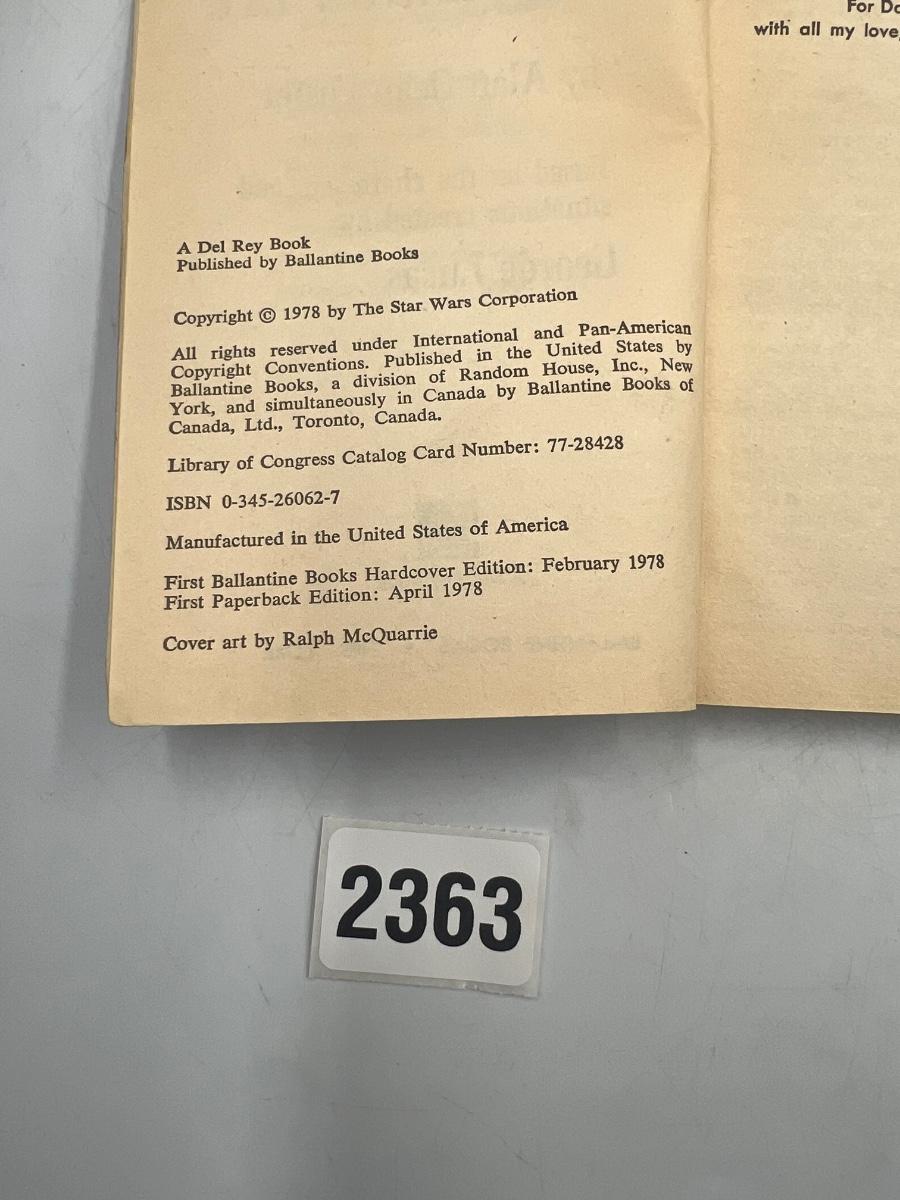 A Del Rey Book
Published by Ballantine Books
Copyright © 1978 by The Star Wars Corporation
All rights reserved under International and Pan-American
Copyright Conventions. Published in the United States by
Ballantine Books, a division of Random House, Inc., New
York, and simultaneously in Canada by Ballantine Books of
Canada, Ltd., Toronto, Canada.
Library of Congress Catalog Card Number: 77-28428
ISBN 0-345-26062-7
Manufactured in the United States of America
First Ballantine Books Hardcover Edition: February 1978
First Paperback Edition: April 1978
Cover art by Ralph McQuarrie
For
with all my love,
2363